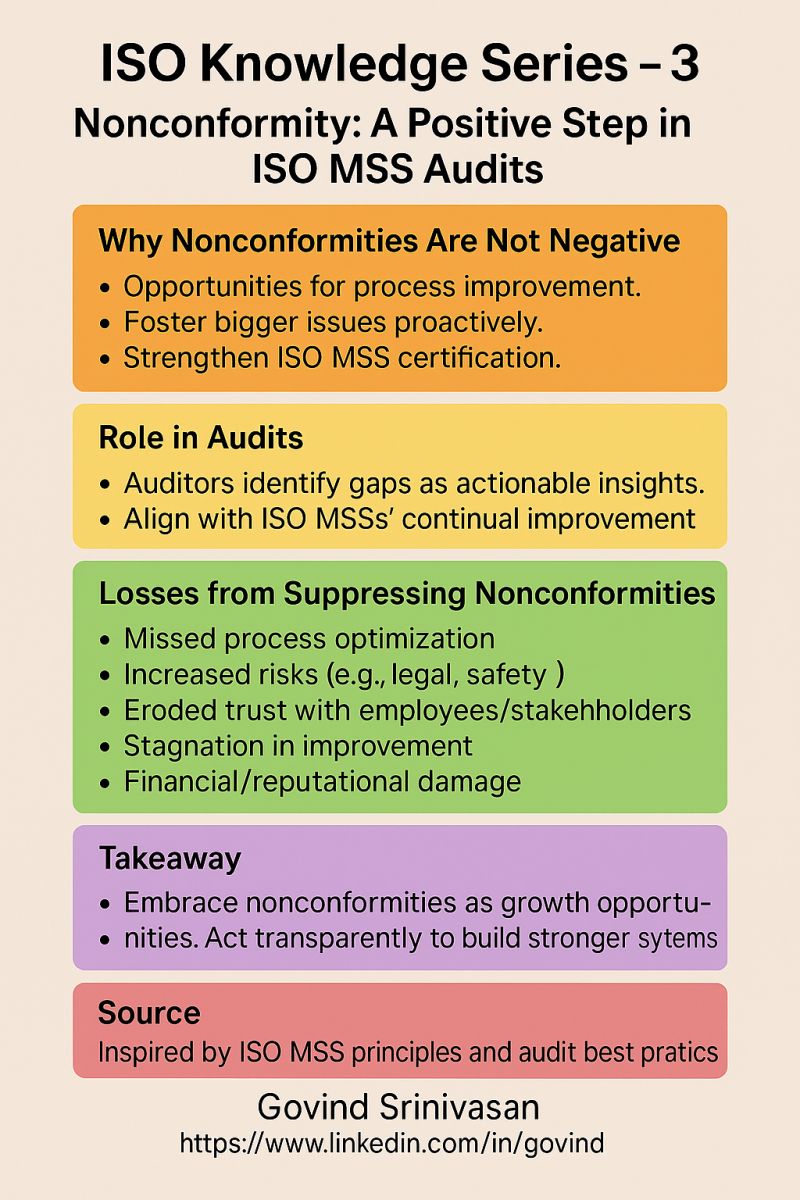 ISO Knowledge Series – 3
Nonconformity: A Positive Step in
ISO MSS Audits
Why Nonconformities Are Not Negative
• Opportunities for process improvement.
• Foster bigger issues proactively.
• Strengthen ISO MSS certification.
Role in Audits
• Auditors identify gaps as actionable insights.
• Align with ISO MSSs’ continual improvement
Losses from Suppressing Nonconformities
• Missed process optimization
• Increased risks (e.g., legal, safety )
• Eroded trust with employees/stakehholders
• Stagnation in improvement
• Financial/reputational damage
Takeaway
• Embrace nonconformities as growth opportu-
• nities. Act transparently to build stronger sytems
Source
Inspired by ISO MSS principles and audit best pratics
Govind Srinivasan
https://www.linkedin.com/in/govind